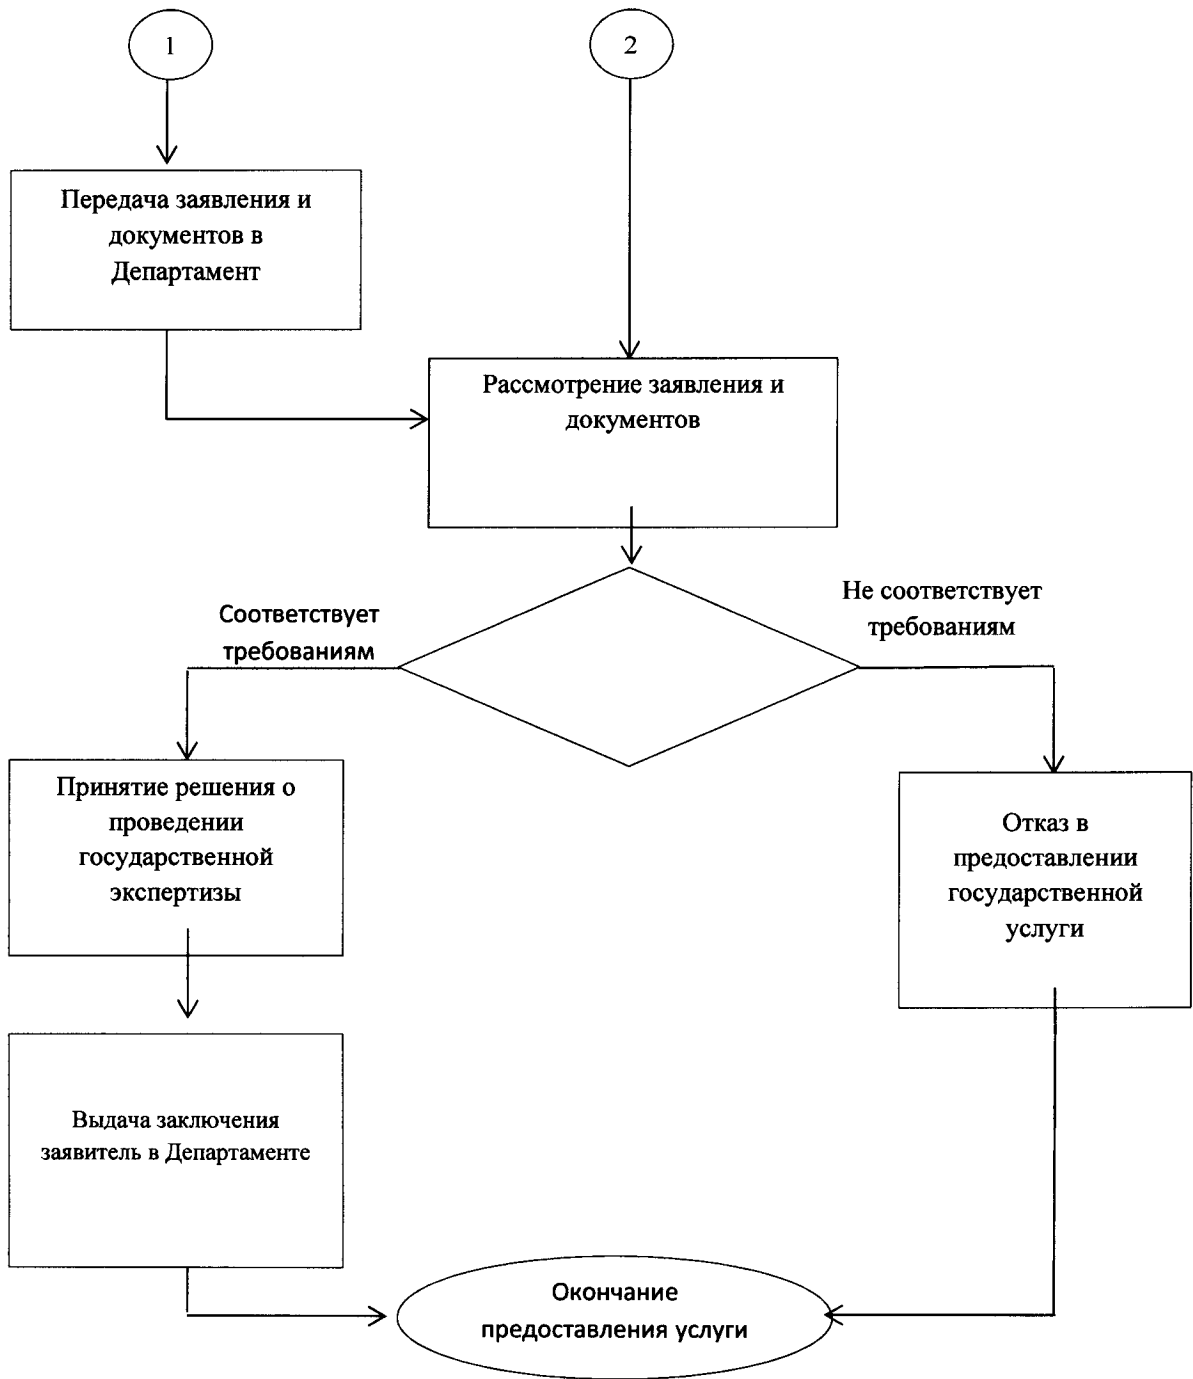 1
2
Передача заявления и
документов в
Департамент
Рассмотрение заявления и
документов
Соответствует
требованиям
Не соответствует
требованиям
Принятие решения о
проведении
государственной
экспертизы
Отказ в
предоставлении
государственной
услуги
Выдача заключения
заявитель в Департаменте
Окончание
предоставления услуги